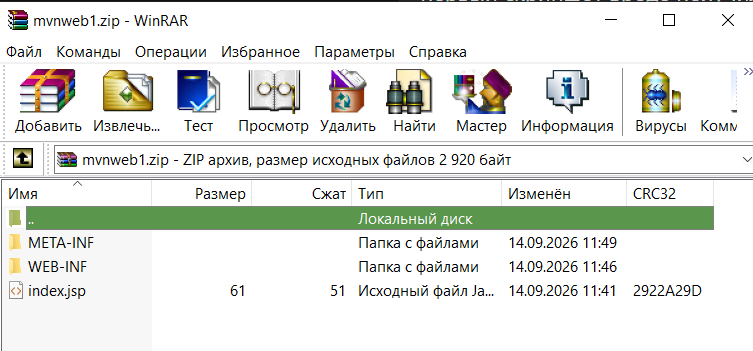 mvnweb1.zip - WinRAR
Файл Команды Операции Избранное Параметры Справка
Добавить Извлечь... Тест Просмотр Удалить Найти Мастер Информация Вирусы Комм
mvnweb1.zip - ZIP архив, размер исходных файлов 2 920 байт
Имя Размер Сжат Тип Изменён CRC32
.. Локальный диск
META-INF Папка с файлами 14.09.2026 11:49
WEB-INF Папка с файлами 14.09.2026 11:46
index.jsp 61 51 Исходный файл Ja... 14.09.2026 11:41 2922A29D